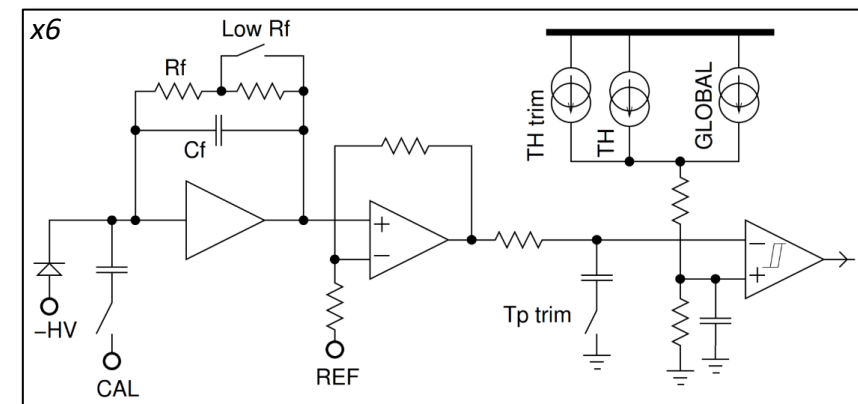 x6
Low Rf
Rf
Cf
TH trim
TH
GLOBAL
+
−
−
+
Tp trim
−HV
CAL
REF